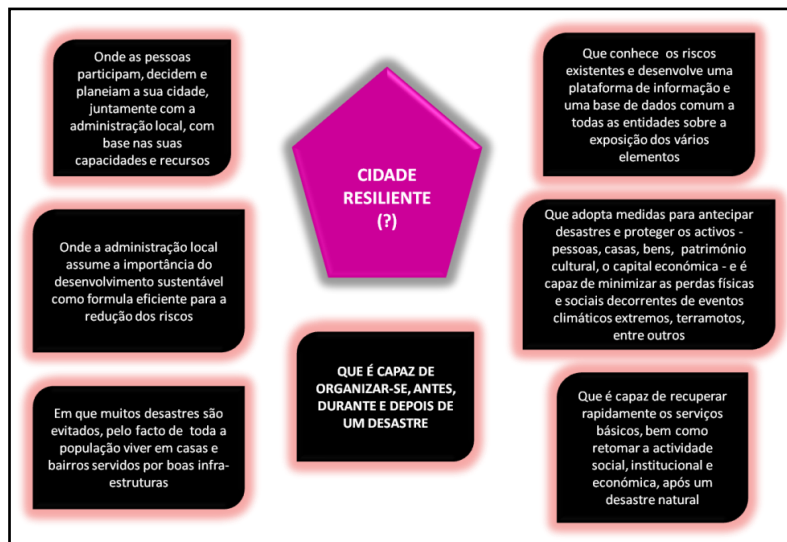 Onde as pessoas
participam, decidem e
planeiam a sua cidade,
juntamente com a
administração local, com
base nas suas
capacidades e recursos
Onde a administração local
assume a importância do
desenvolvimento sustentável
como formula eficiente para a
redução dos riscos
Em que muitos desastres são
evitados, pelo facto de toda a
população viver em casas e
bairros servidos por boas infra-
estruturas
CIDADE
RESILIENTE
(?)
QUE É CAPAZ DE
ORGANIZAR-SE, ANTES,
DURANTE E DEPOIS DE
UM DESASTRE
Que conhece os riscos
existentes e desenvolve uma
plataforma de informação e
uma base de dados comum a
todas as entidades sobre a
exposição dos vários
elementos
Que adopta medidas para antecipar
desastres e proteger os activos -
pessoas, casas, bens, património
cultural, o capital económica - e é
capaz de minimizar as perdas físicas
e sociais decorrentes de eventos
climáticos extremos, terramotos,
entre outros
Que é capaz de recuperar
rapidamente os serviços
básicos, bem como
retomar a actividade
social, institucional e
económica, após um
desastre natural